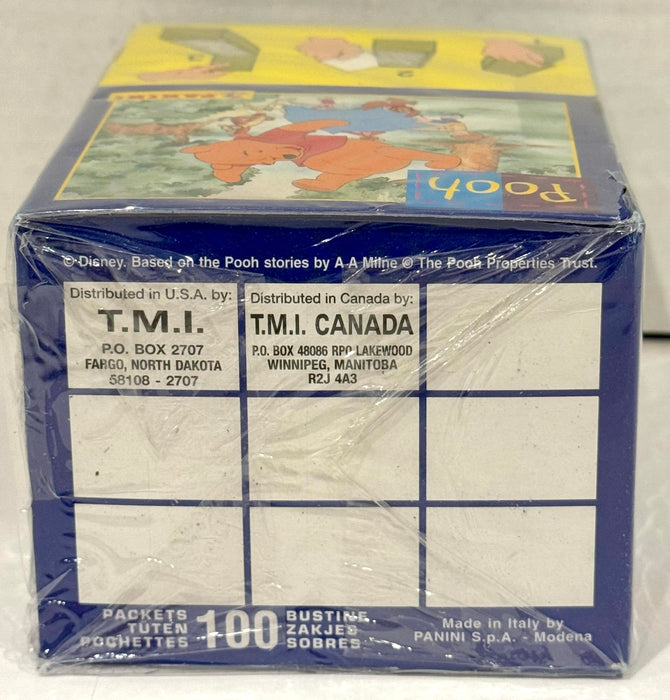 PANINI
Pooh
© Disney. Based on the Pooh stories by A A Milne © The Pooh Properties Trust.
Distributed in U.S.A. by:
T.M.I.
P.O. BOX 2707
FARGO, NORTH DAKOTA
58108 - 2707
Distributed in Canada by:
T.M.I. CANADA
P.O. BOX 48086 RPO LAKEWOOD
WINNIPEG, MANITOBA
R2J 4A3
PACKETS
TÜTEN
POCHETTES
100
BUSTINE
ZAKJES
SOBRES
Made in Italy by
PANINI S.p.A. - Modena